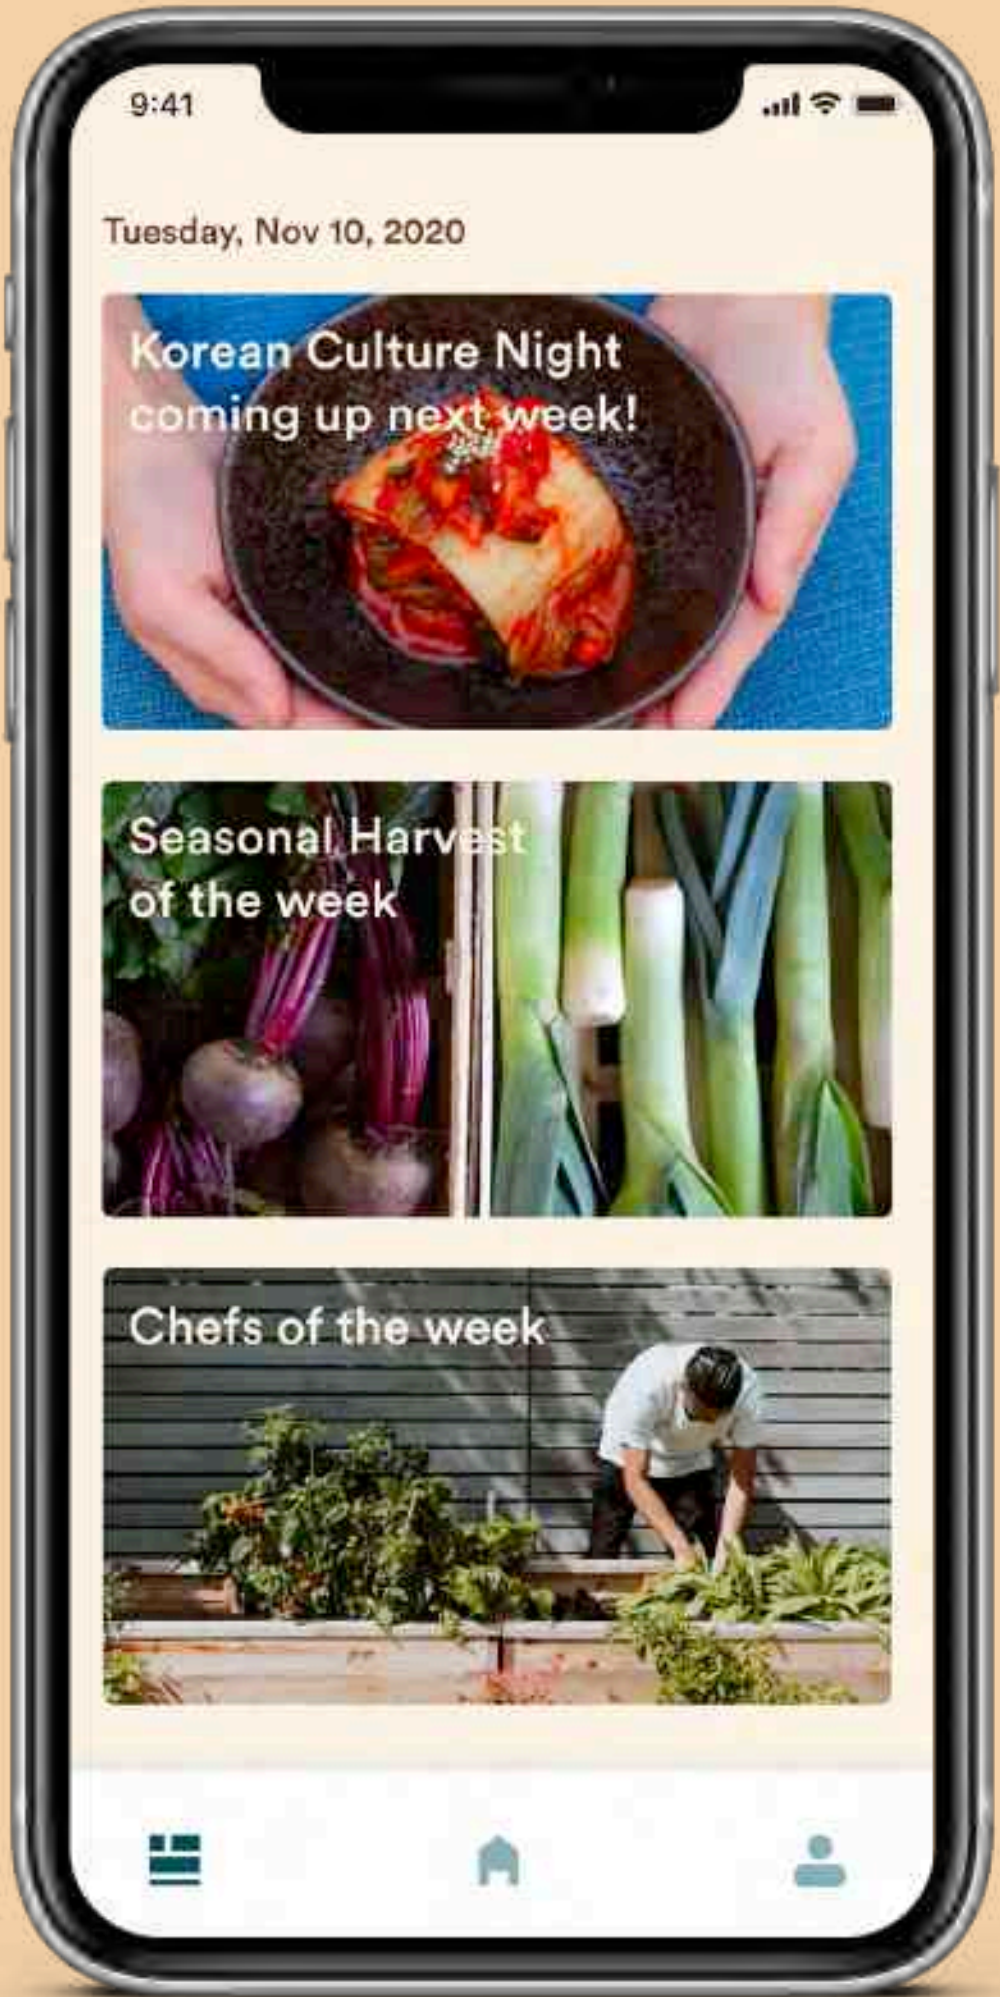 9:41
Tuesday, Nov 10, 2020
Korean Culture Night
coming up next week!
Seasonal Harvest
of the week
Chefs of the week